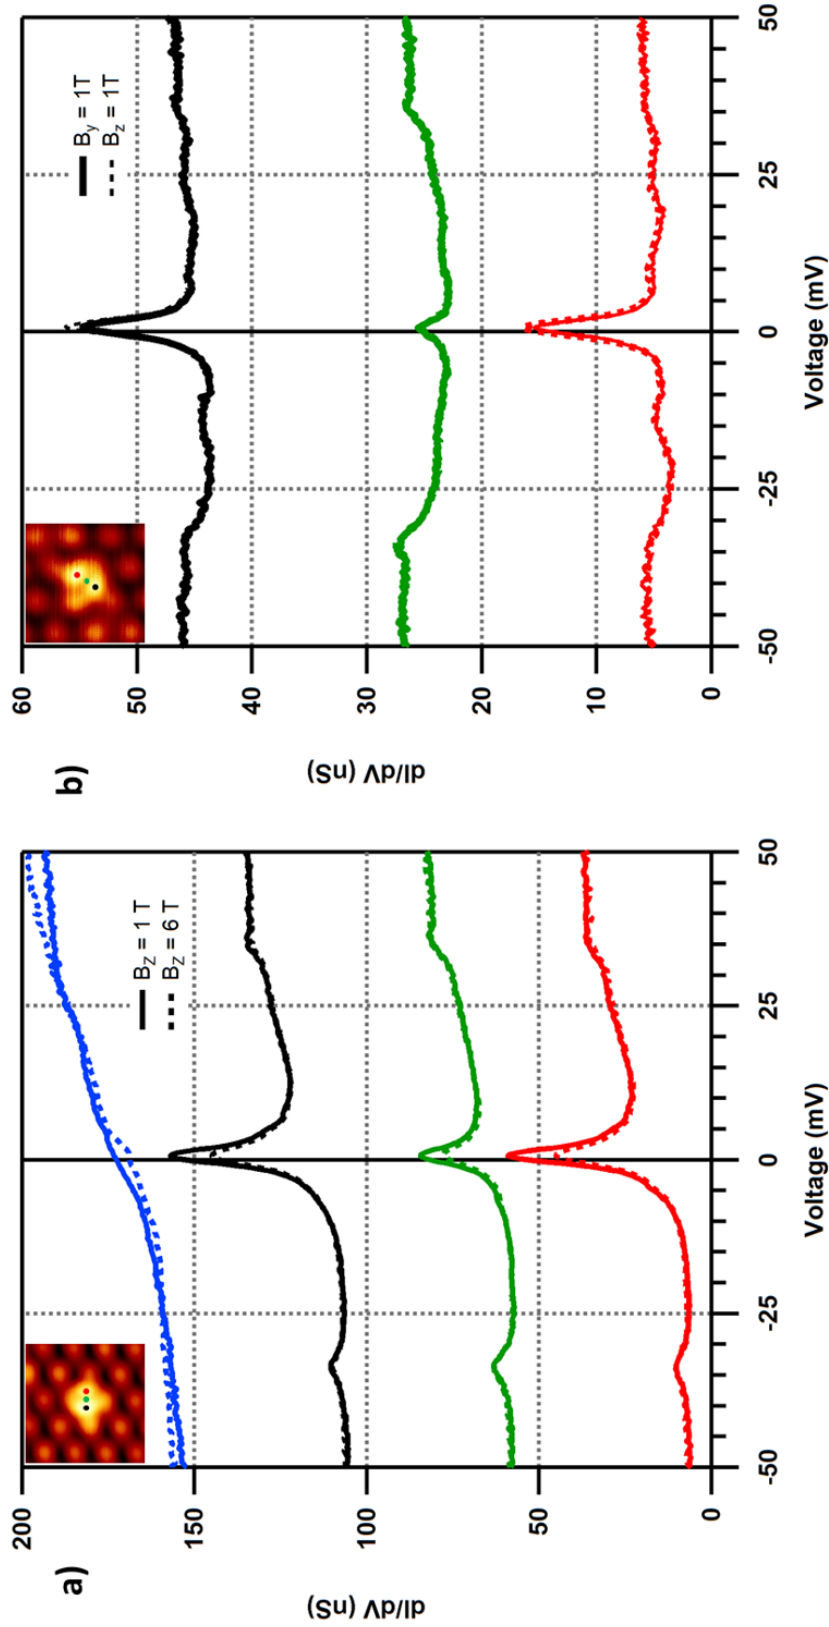 a)
200
150
100
50
0
dI/dV (nS)
B_Z = 1 T
B_Z = 6 T
-50
-25
0
25
50
Voltage (mV)
b)
60
50
40
30
20
10
0
dI/dV (nS)
B_y = 1T
B_z = 1T
-50
-25
0
25
50
Voltage (mV)